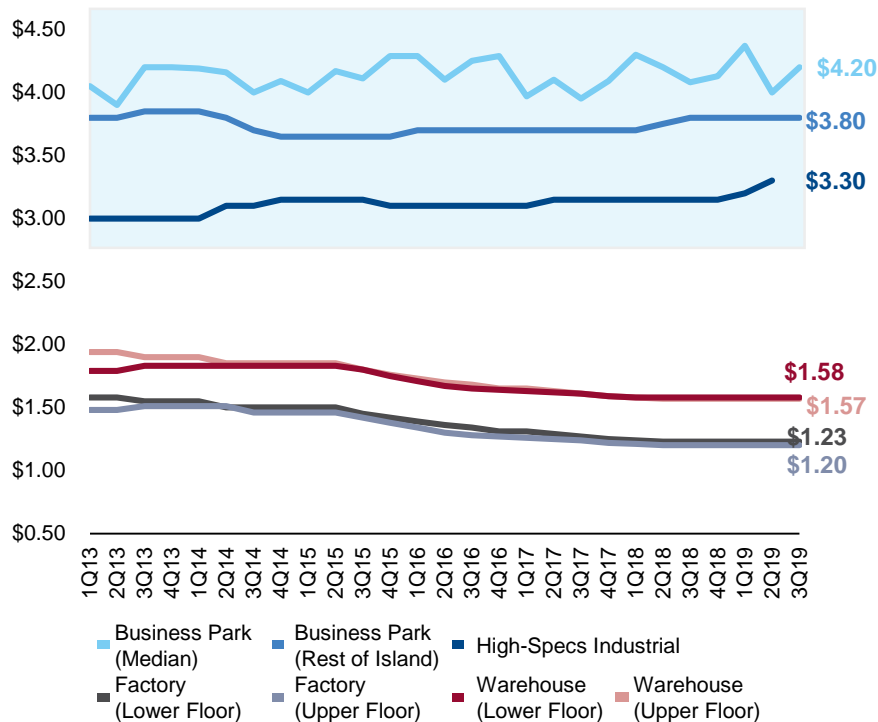 $4.50
$4.00
$3.50
$3.00
$2.50
$2.00
$1.50
$1.00
$0.50
$4.20
$3.80
$3.30
$1.58
$1.57
$1.23
$1.20
1Q13
2Q13
3Q13
4Q13
1Q14
2Q14
3Q14
4Q14
1Q15
2Q15
3Q15
4Q15
1Q16
2Q16
3Q16
4Q16
1Q17
2Q17
3Q17
4Q17
1Q18
2Q18
3Q18
4Q18
1Q19
2Q19
3Q19
Business Park
(Median)
Business Park
(Rest of Island)
High-Specs Industrial
Factory
(Lower Floor)
Factory
(Upper Floor)
Warehouse
(Lower Floor)
Warehouse
(Upper Floor)